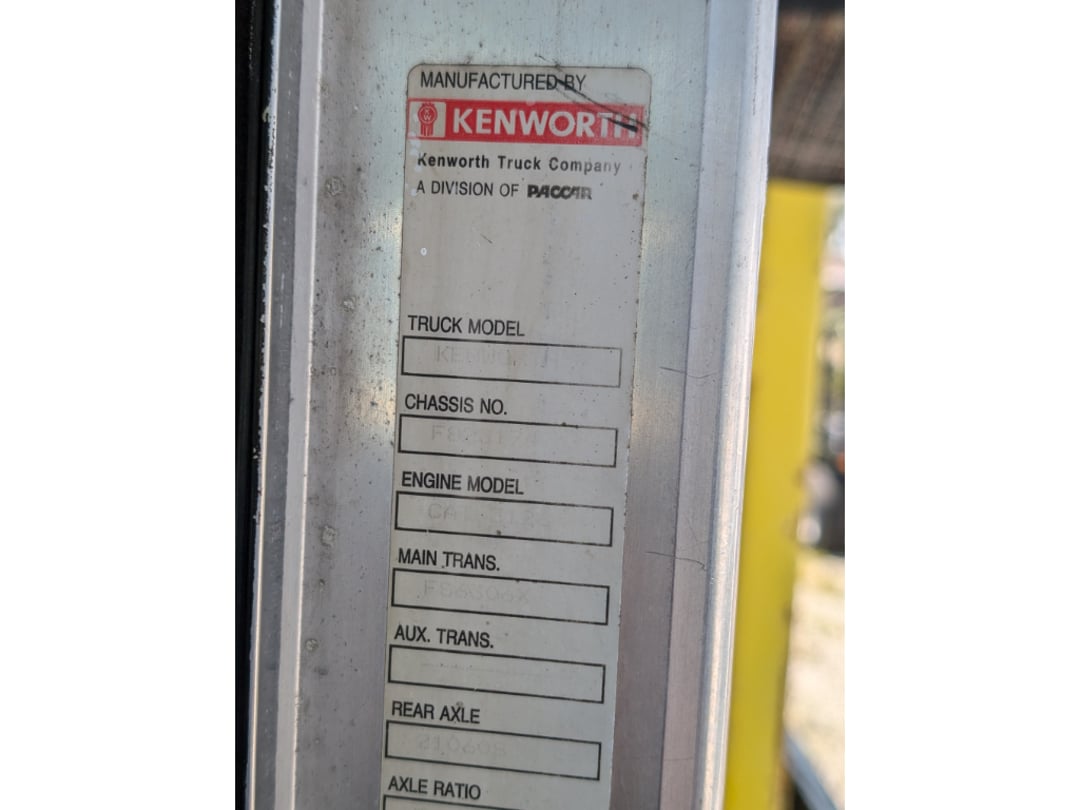 MANUFACTURED BY
KENWORTH
Kenworth Truck Company
A DIVISION OF PACCAR
TRUCK MODEL
KENWORTH
CHASSIS NO.
ENGINE MODEL
MAIN TRANS.
AUX. TRANS.
REAR AXLE
AXLE RATIO